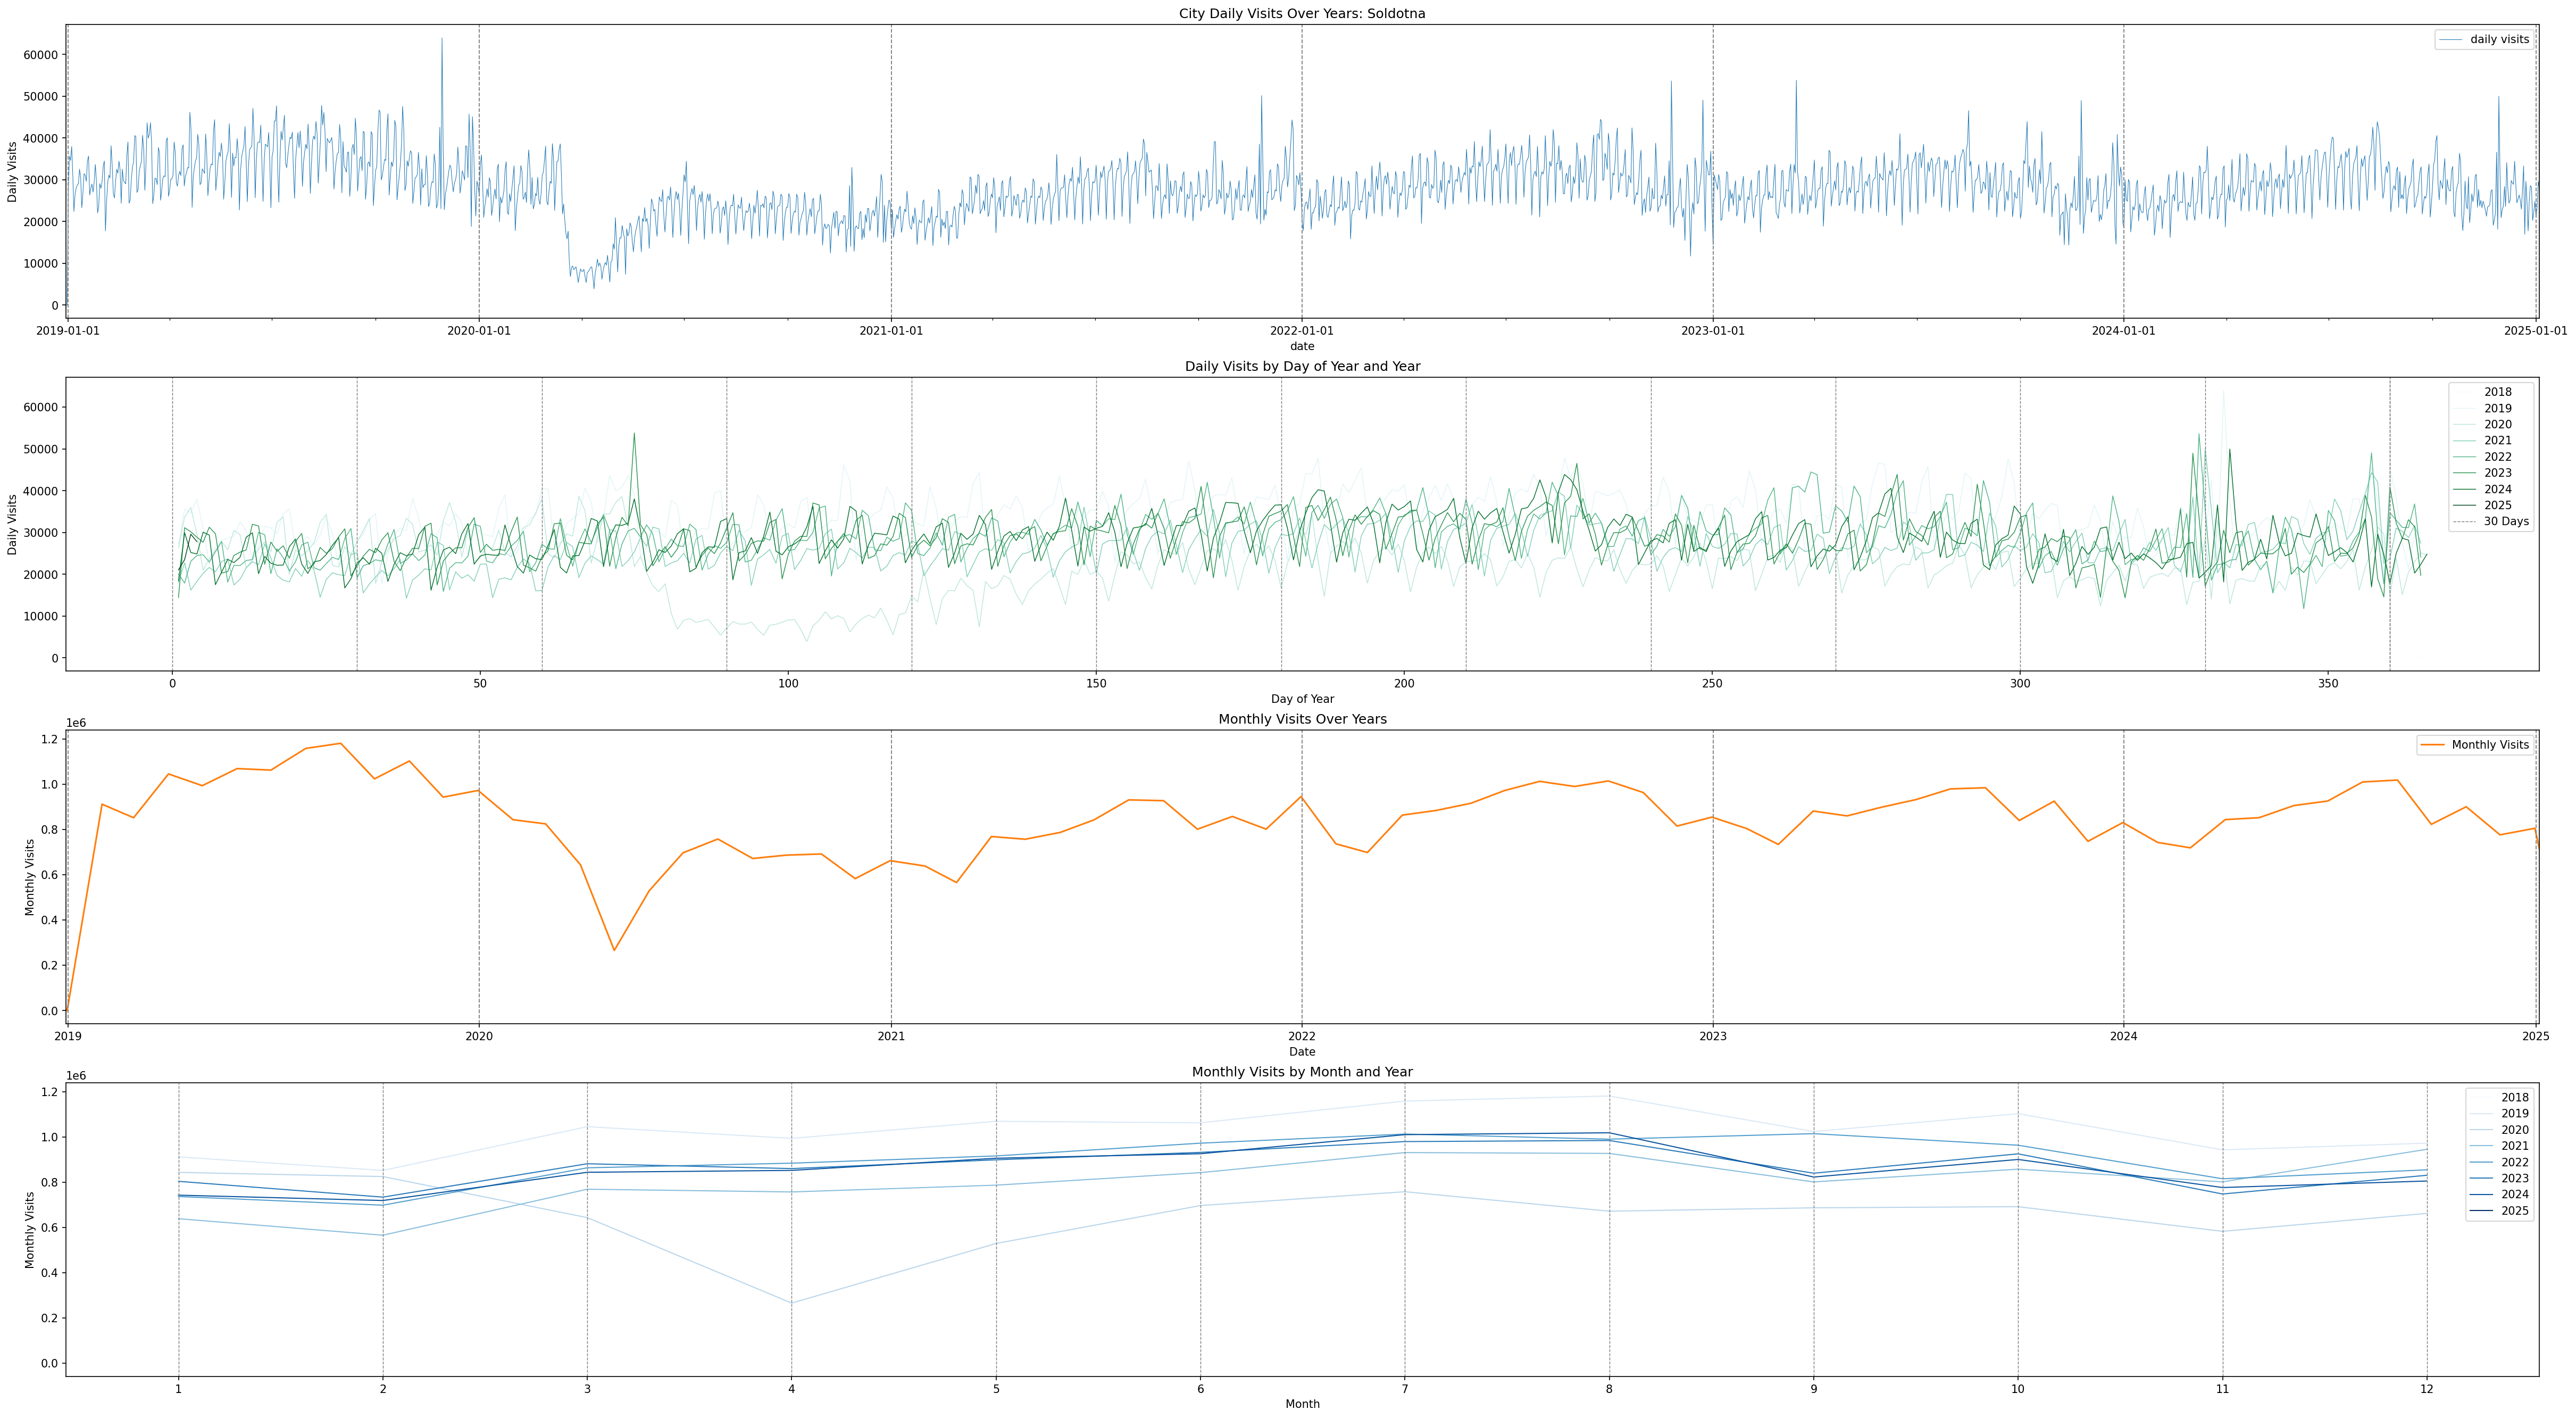 City Daily Visits Over Years: Soldotna
Daily Visits
60000
50000
40000
30000
20000
10000
0
daily visits
2019-01-01 2020-01-01 2021-01-01 2022-01-01 2023-01-01 2024-01-01 2025-01-01
date
Daily Visits by Day of Year and Year
Daily Visits
60000
50000
40000
30000
20000
10000
0
2018
2019
2020
2021
2022
2023
2024
2025
30 Days
0 50 100 150 200 250 300 350
Day of Year
Monthly Visits Over Years
1e6
Monthly Visits
1.2
1.0
0.8
0.6
0.4
0.2
0.0
Monthly Visits
2019 2020 2021 2022 2023 2024 2025
Date
Monthly Visits by Month and Year
1e6
Monthly Visits
1.2
1.0
0.8
0.6
0.4
0.2
0.0
2018
2019
2020
2021
2022
2023
2024
2025
1 2 3 4 5 6 7 8 9 10 11 12
Month